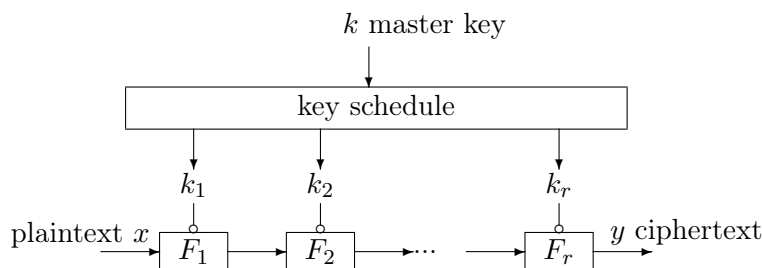 k master key
key schedule
k₁ k₂ kᵣ
plaintext x y ciphertext
F₁ F₂ ... Fᵣ